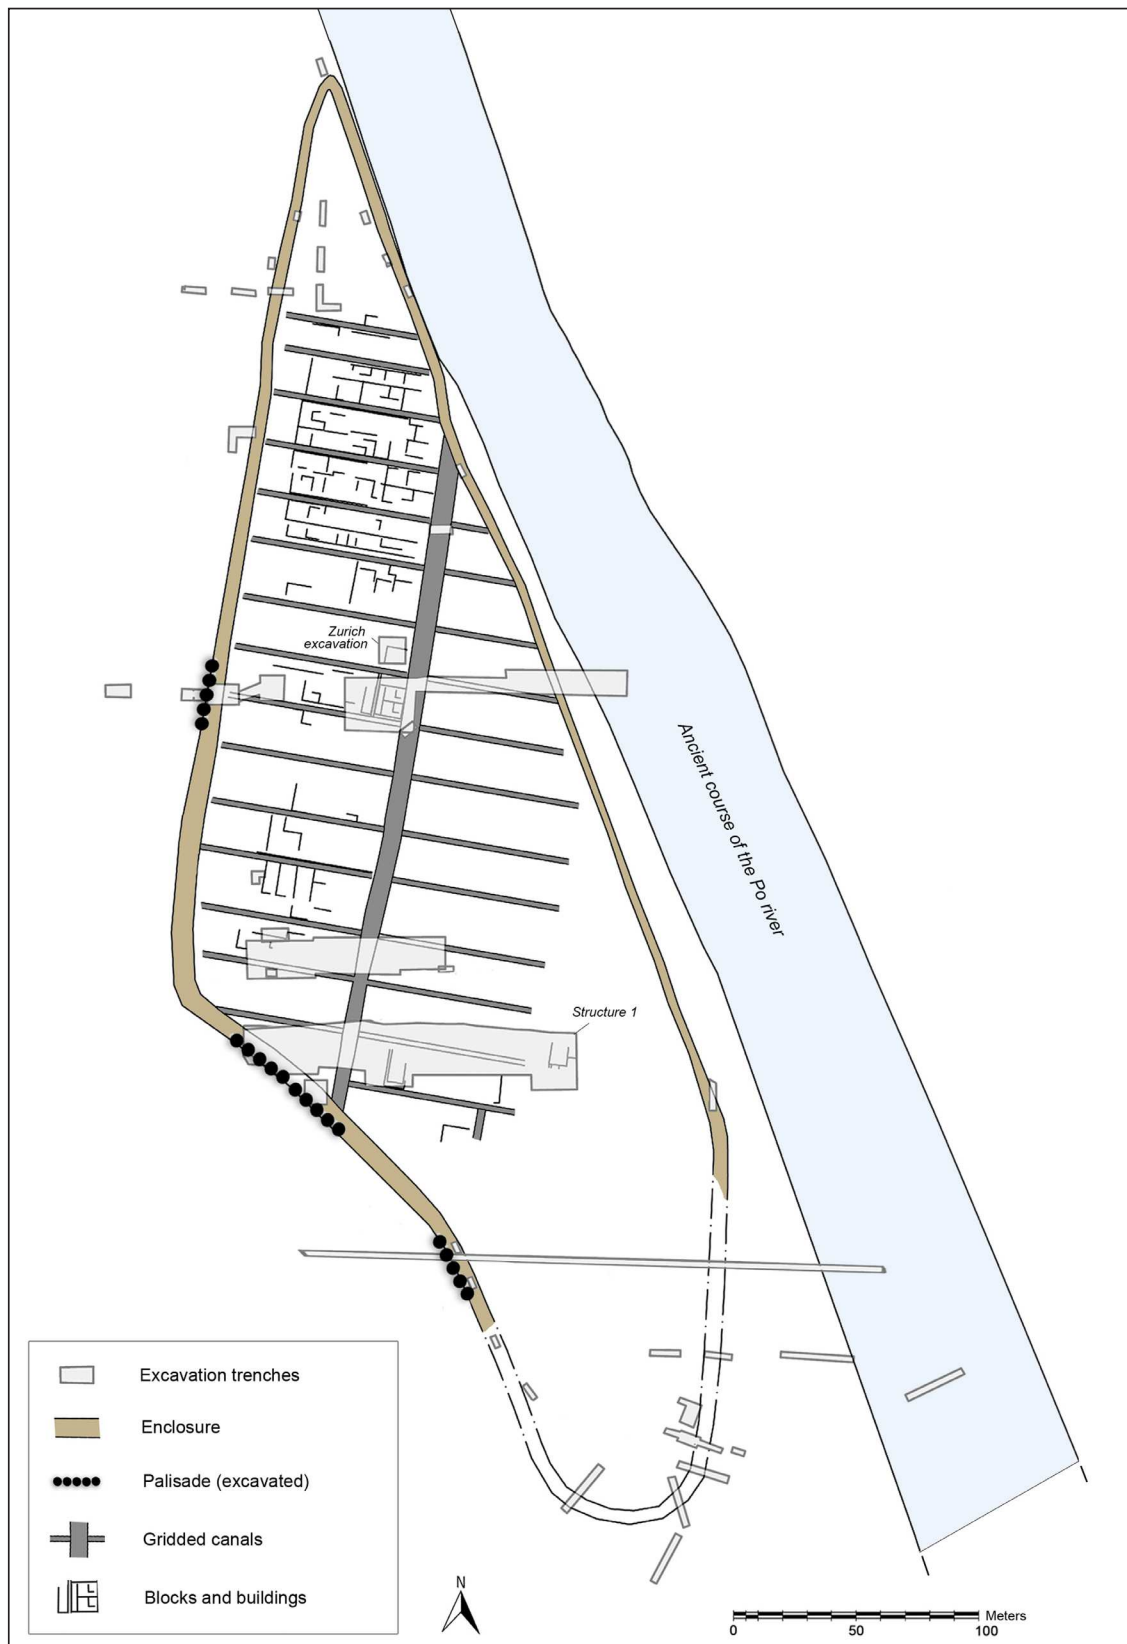 Zurich
excavation
Ancient course of the Po river
Structure 1
Excavation trenches
Enclosure
Palisade (excavated)
Gridded canals
Blocks and buildings
N
Meters
0 50 100